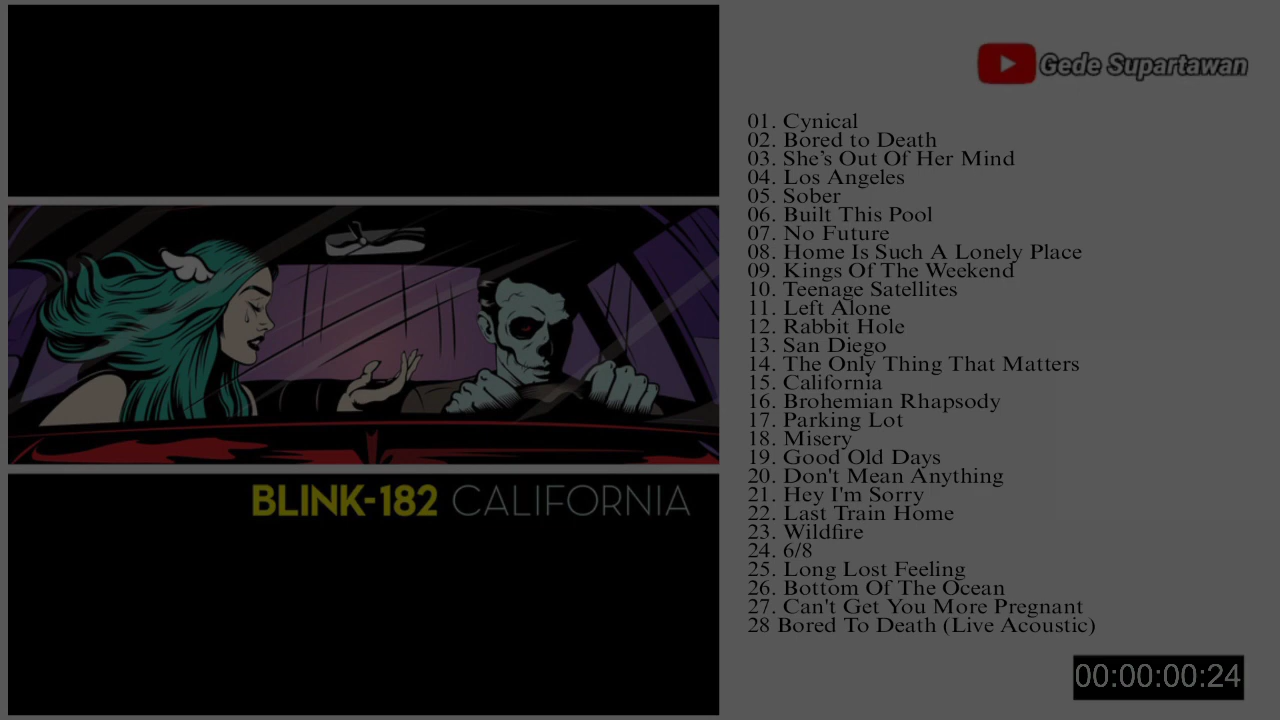 Gede Supartawan
01. Cynical
02. Bored to Death
03. She’s Out Of Her Mind
04. Los Angeles
05. Sober
06. Built This Pool
07. No Future
08. Home Is Such A Lonely Place
09. Kings Of The Weekend
10. Teenage Satellites
11. Left Alone
12. Rabbit Hole
13. San Diego
14. The Only Thing That Matters
15. California
16. Brohemian Rhapsody
17. Parking Lot
18. Misery
19. Good Old Days
20. Don't Mean Anything
21. Hey I'm Sorry
22. Last Train Home
23. Wildfire
24. 6/8
25. Long Lost Feeling
26. Bottom Of The Ocean
27. Can't Get You More Pregnant
28 Bored To Death (Live Acoustic)
BLINK-182 CALIFORNIA
00:00:00:24